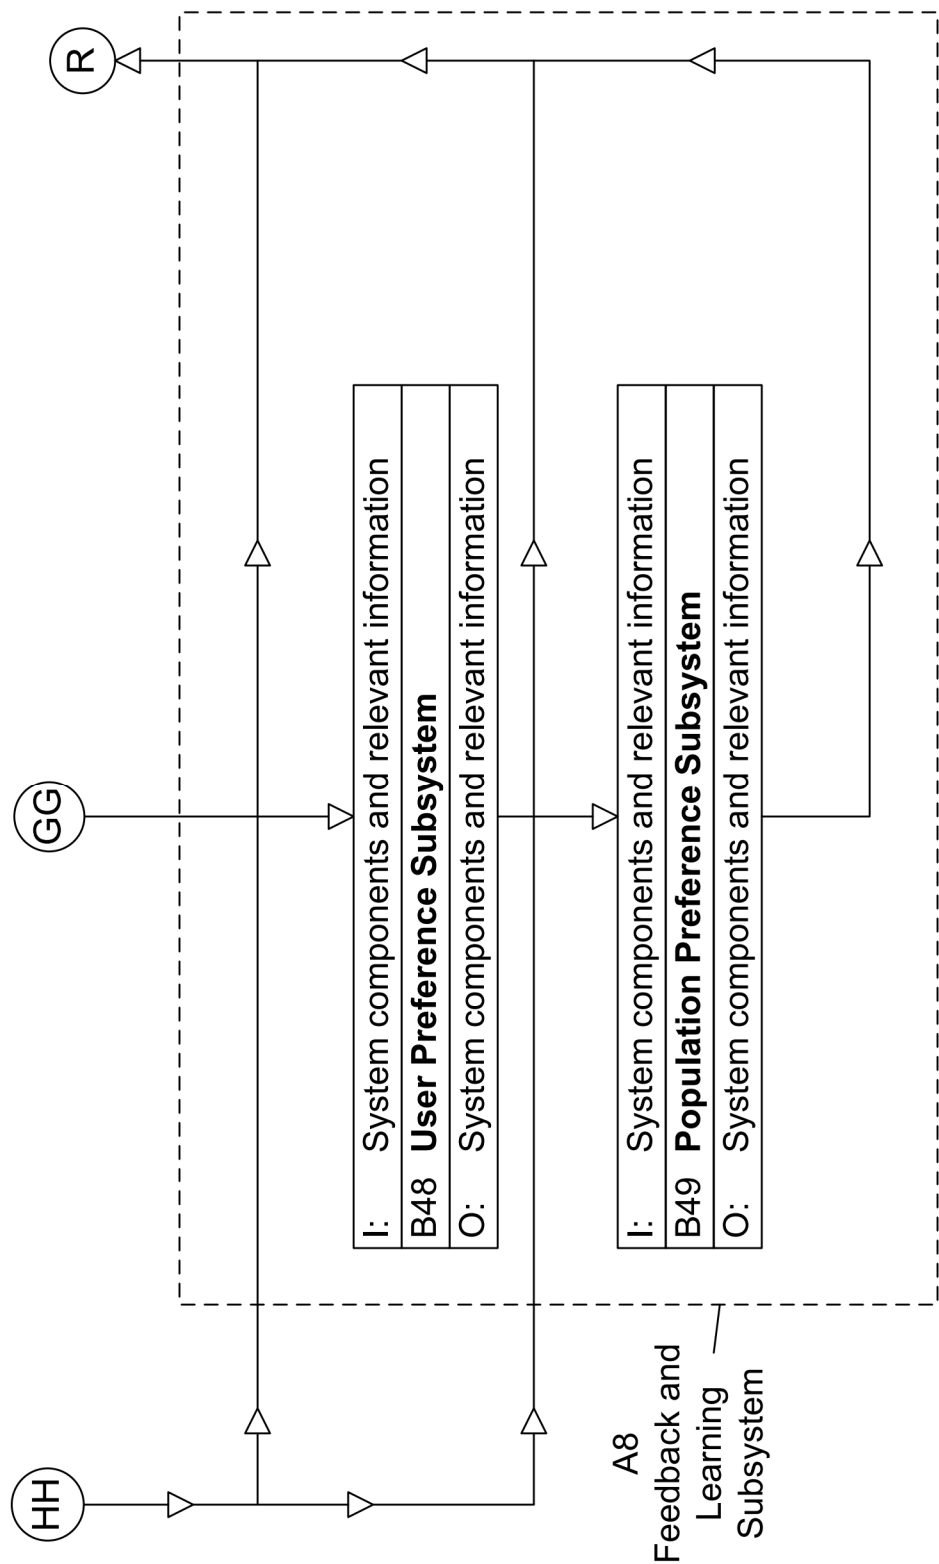 HH
GG
R
I: System components and relevant information
B48 User Preference Subsystem
O: System components and relevant information
I: System components and relevant information
B49 Population Preference Subsystem
O: System components and relevant information
A8
Feedback and
Learning
Subsystem